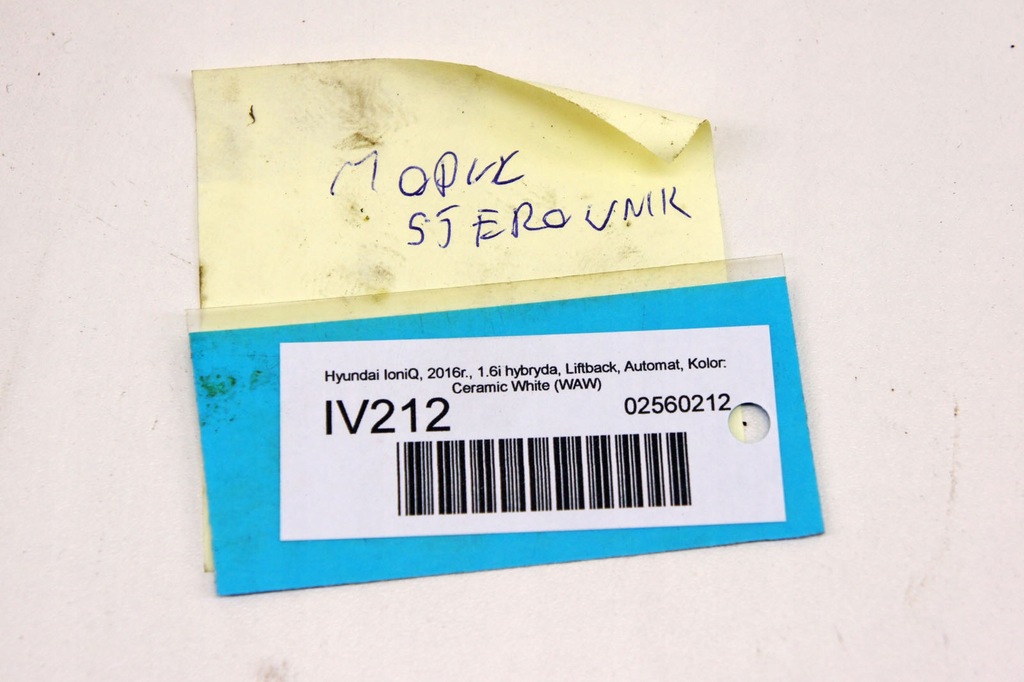 MODUŁ
STEROWNIK
Hyundai IoniQ, 2016r., 1.6i hybryda, Liftback, Automat, Kolor:
Ceramic White (WAW)
IV212 02560212